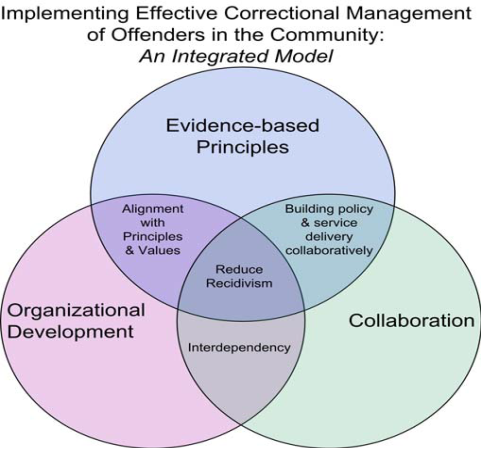 Implementing Effective Correctional Management
of Offenders in the Community:
An Integrated Model
Evidence-based
Principles
Alignment
with
Principles
& Values
Building policy
& service
delivery
collaboratively
Reduce
Recidivism
Organizational
Development
Collaboration
Interdependency